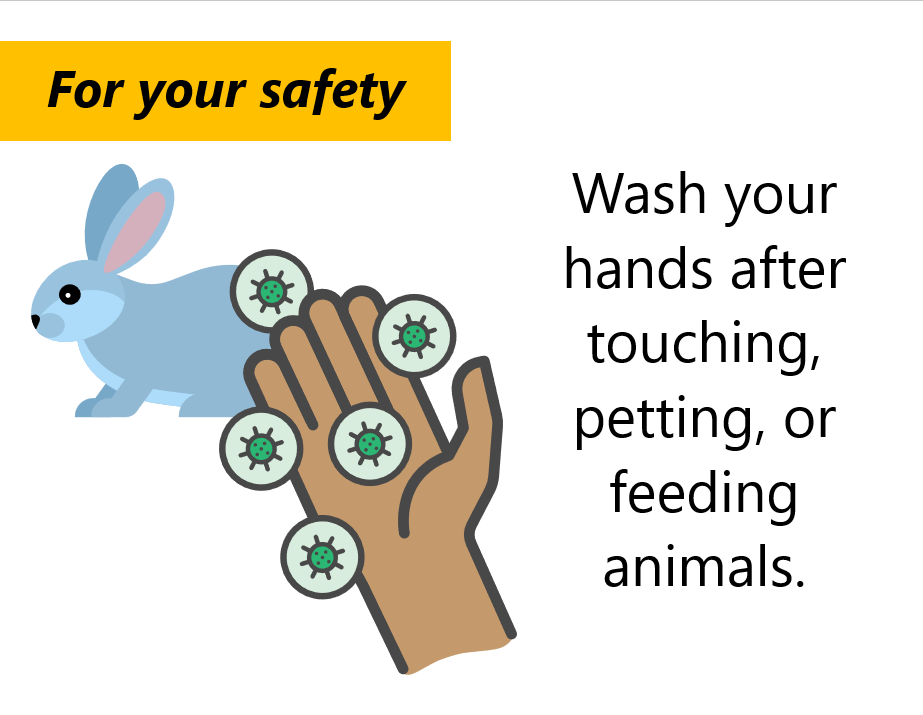 For your safety
Wash your
hands after
touching,
petting, or
feeding
animals.